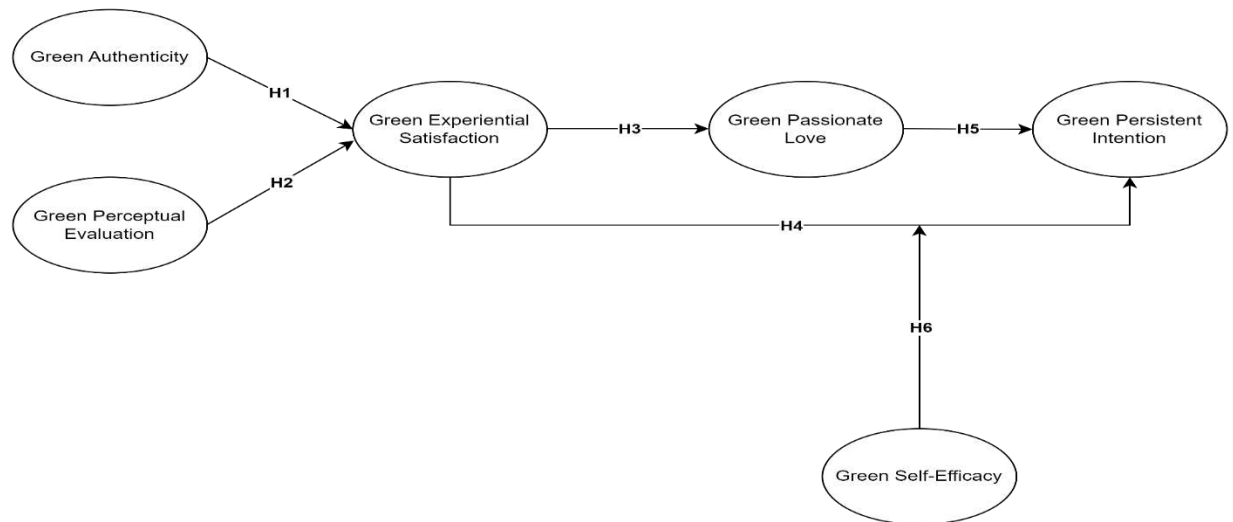 Green Authenticity
H1
Green Perceptual
Evaluation
H2
Green Experiential
Satisfaction
H3
Green Passionate
Love
H5
Green Persistent
Intention
H4
H6
Green Self-Efficacy